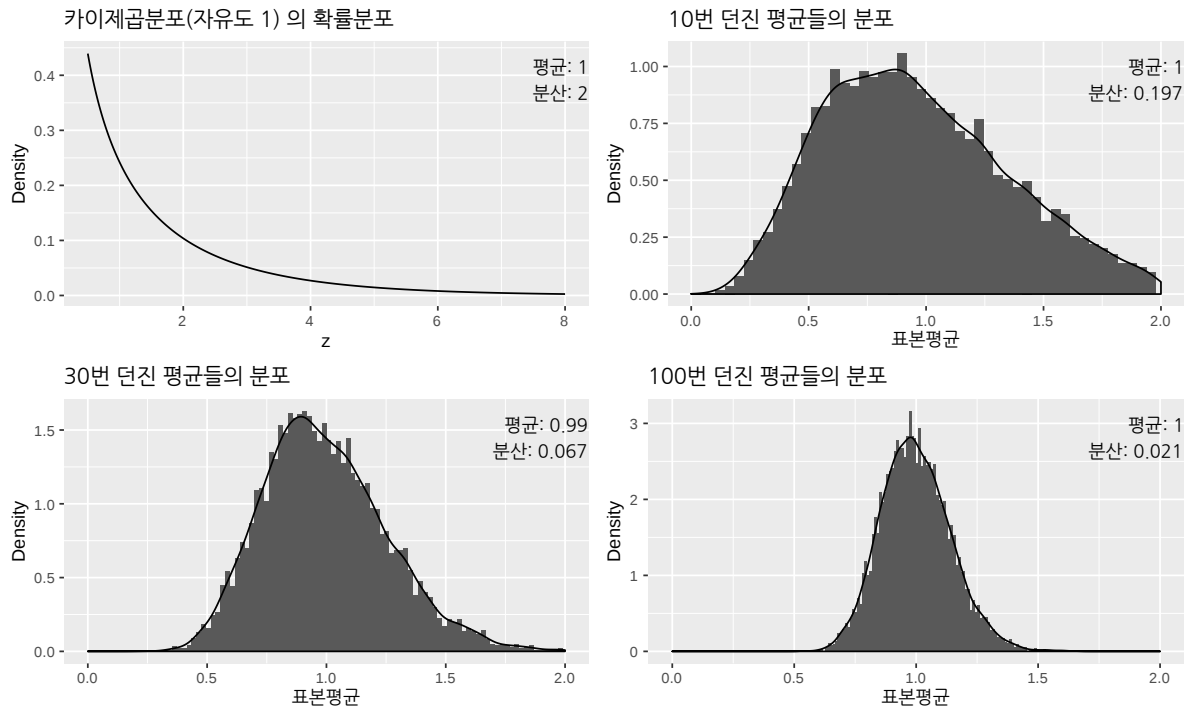 카이제곱분포(자유도 1) 의 확률분포
평균: 1
분산: 2
Density
0.4
0.3
0.2
0.1
0.0
2 4 6 8
z
10번 던진 평균들의 분포
평균: 1
분산: 0.197
Density
1.00
0.75
0.50
0.25
0.00
0.0 0.5 1.0 1.5 2.0
표본평균
30번 던진 평균들의 분포
평균: 0.99
분산: 0.067
Density
1.5
1.0
0.5
0.0
0.0 0.5 1.0 1.5 2.0
표본평균
100번 던진 평균들의 분포
평균: 1
분산: 0.021
Density
3
2
1
0
0.0 0.5 1.0 1.5 2.0
표본평균